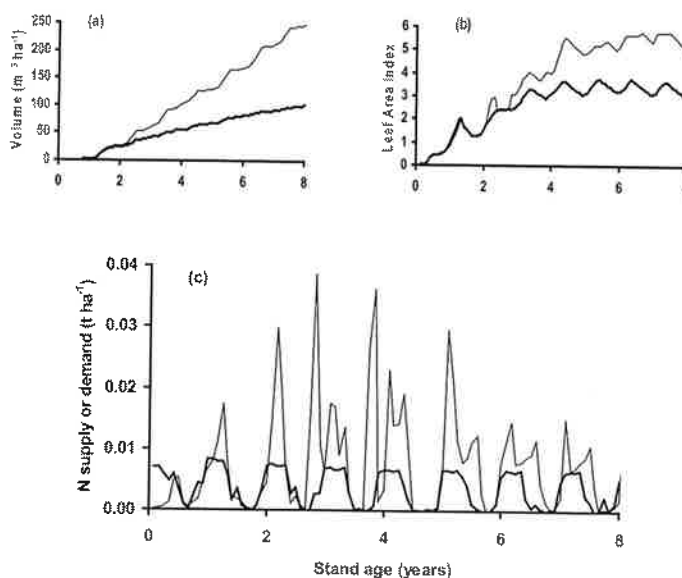 (a)
Volume (m⁻³ ha⁻¹)
250
200
150
100
50
0
0 2 4 6 8
(b)
Leaf Area index
6
5
4
3
2
1
0
0 2 4 6 8
(c)
N supply or demand (t ha⁻¹)
0.04
0.03
0.02
0.01
0.00
0 2 4 6 8
Stand age (years)